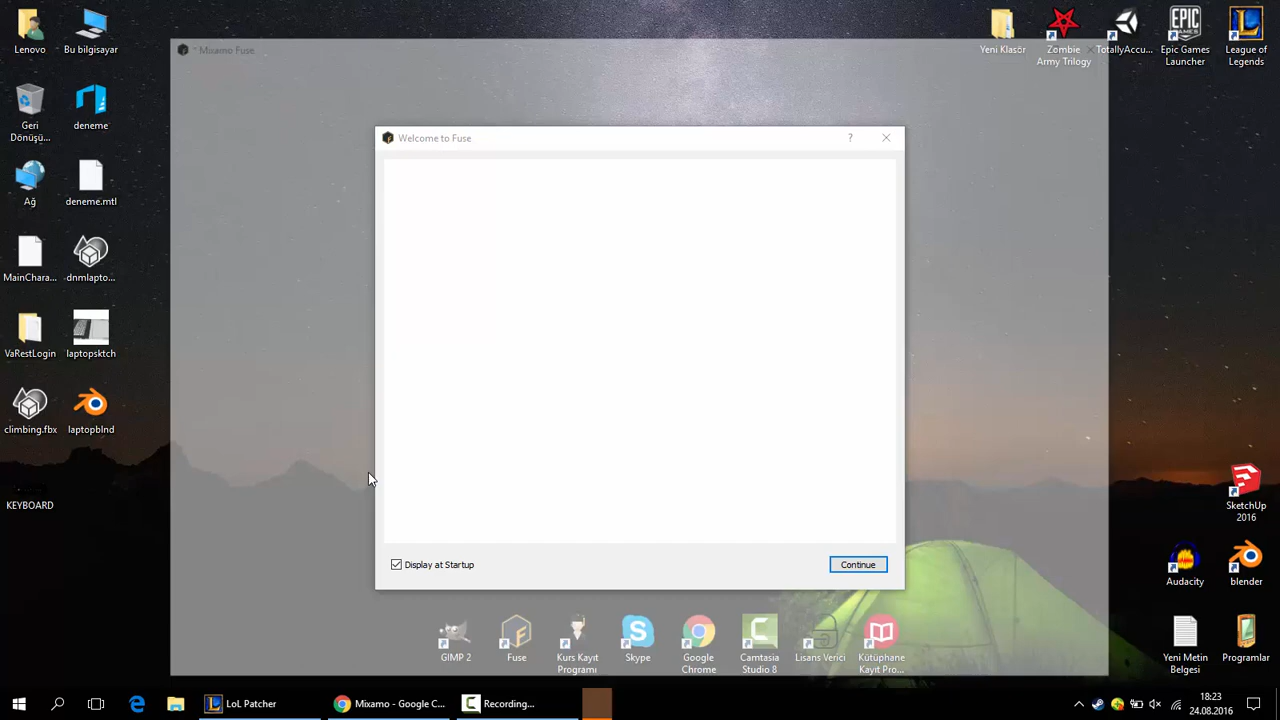 Lenovo
Bu bilgisayar
Yeni Klasör
Zombie
Army Trilogy
TotallyAccu...
EPIC
GAMES
Epic Games
Launcher
League of
Legends
* Mixamo Fuse
Welcome to Fuse
?
Geri
Dönüşü...
deneme
Ağ
deneme.mtl
MainChara...
dnmlapto...
VaRestLogin
laptopsktch
climbing.fbx
laptopblnd
KEYBOARD
SketchUp
2016
Display at Startup
Continue
Audacity
blender
GIMP 2
Fuse
Kurs Kayıt
Programı
Skype
Google
Chrome
Camtasia
Studio 8
Lisans Verici
Kütüphane
Kayıt Pro...
Yeni Metin
Belgesi
Programlar
LoL Patcher
Mixamo - Google C...
Recording...
18:23
24.08.2016